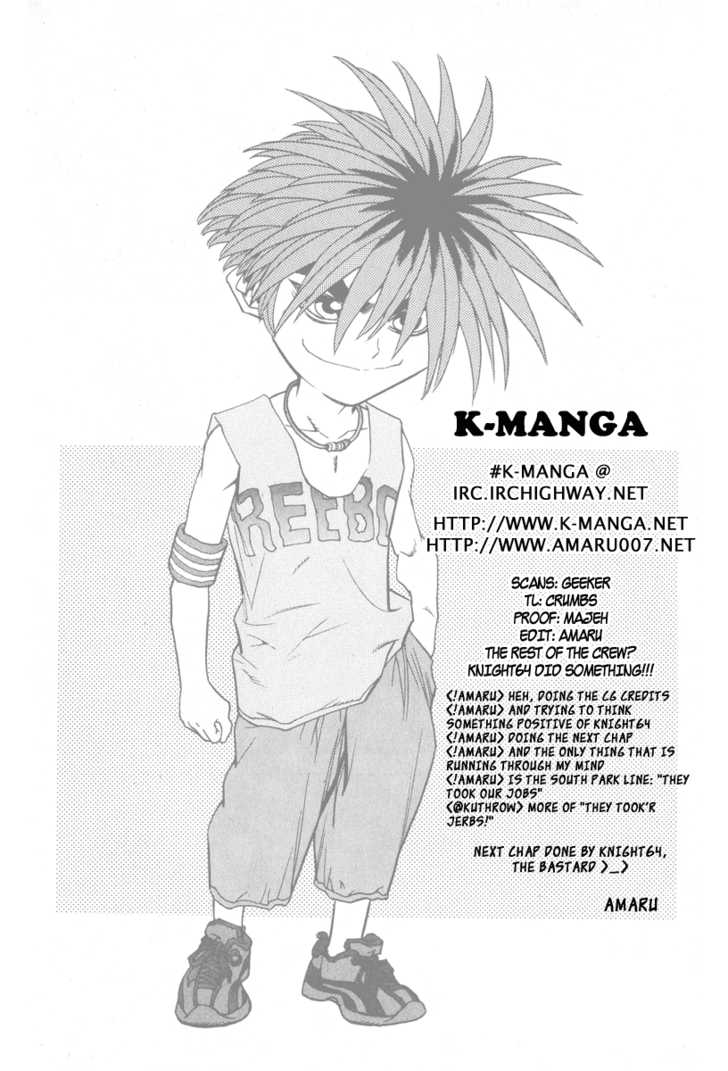 K-MANGA
#K-MANGA @
IRC.IRCHIGHWAY.NET
HTTP://WWW.K-MANGA.NET
HTTP://WWW.AMARU007.NET
SCANS: GEEKER
TL: CRUMBS
PROOF: MAJEH
EDIT: AMARU
THE REST OF THE CREW?
KNIGHT64 DID SOMETHING!!!
REEBO
<!AMARU> HEH, DOING THE CG CREDITS
<!AMARU> AND TRYING TO THINK
SOMETHING POSITIVE OF KNIGHT64
<!AMARU> DOING THE NEXT CHAP
<!AMARU> AND THE ONLY THING THAT IS
RUNNING THROUGH MY MIND
<!AMARU> IS THE SOUTH PARK LINE: "THEY
TOOK OUR JOBS"
<@KUTHROW> MORE OF "THEY TOOK'R
JERBS!"
NEXT CHAP DONE BY KNIGHT64,
THE BASTARD >_>
AMARU